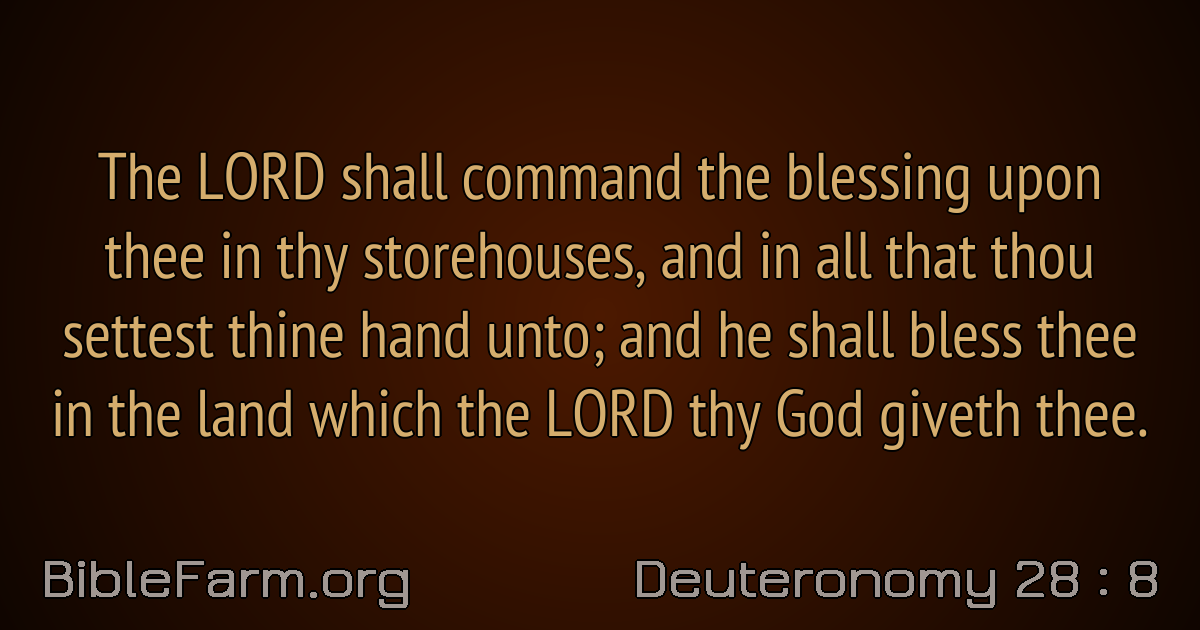 The LORD shall command the blessing upon
thee in thy storehouses, and in all that thou
settest thine hand unto; and he shall bless thee
in the land which the LORD thy God giveth thee.
BibleFarm.org
Deuteronomy 28 : 8